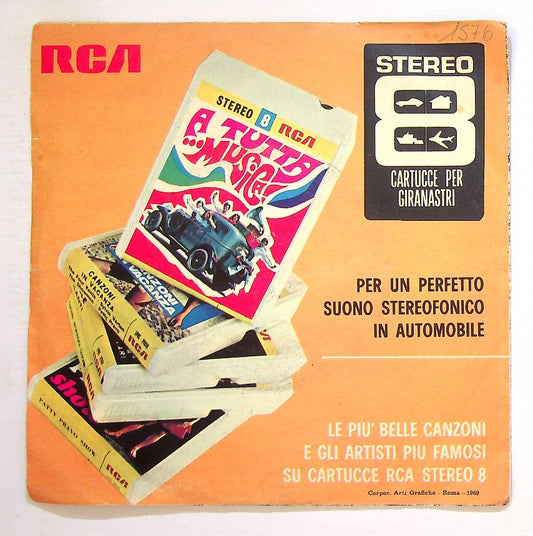 1576
RCA
STEREO
8
CARTUCCE PER
GIRANASTRI
STEREO 8 RCA
A TUTTA
...MUSICA!
CANZONI
IN VACANZA
RCA
RCA
show
PATTY PRAVO SHOW
RCA
PER UN PERFETTO
SUONO STEREOFONICO
IN AUTOMOBILE
LE PIU' BELLE CANZONI
E GLI ARTISTI PIU FAMOSI
SU CARTUCCE RCA STEREO 8
Corpor. Arti Grafiche - Roma - 1969